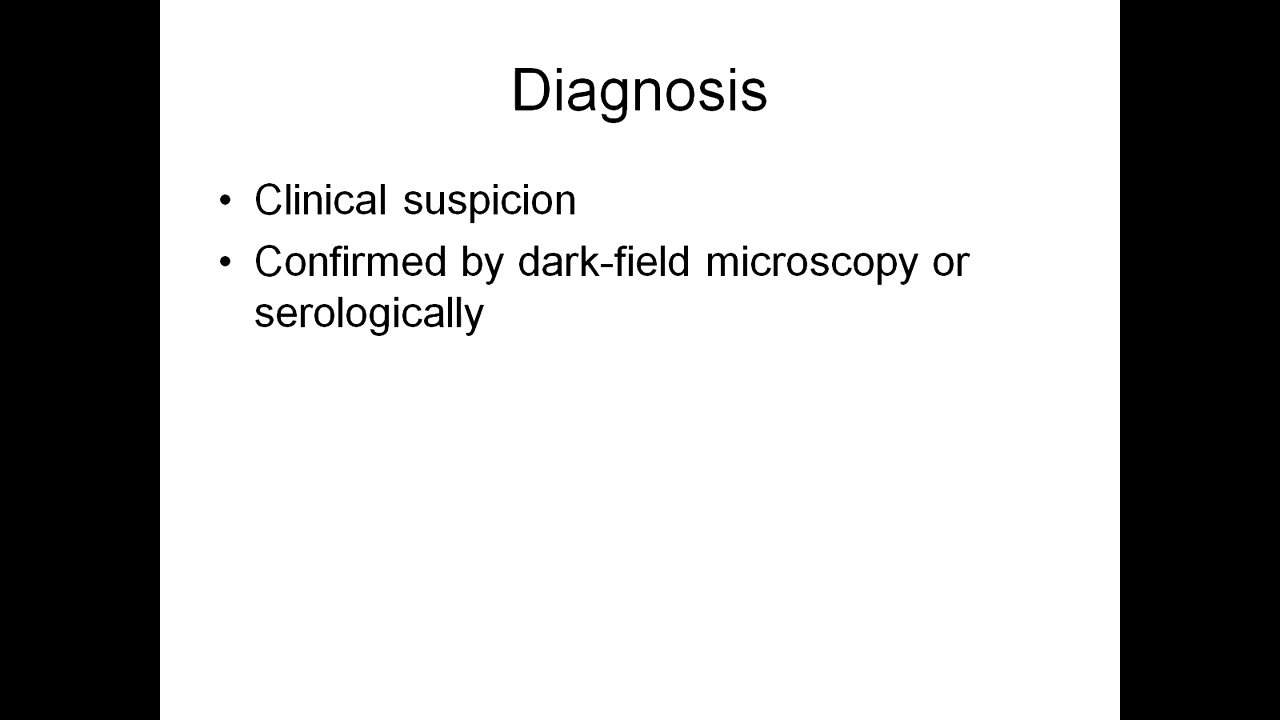 Diagnosis
• Clinical suspicion
• Confirmed by dark-field microscopy or
serologically